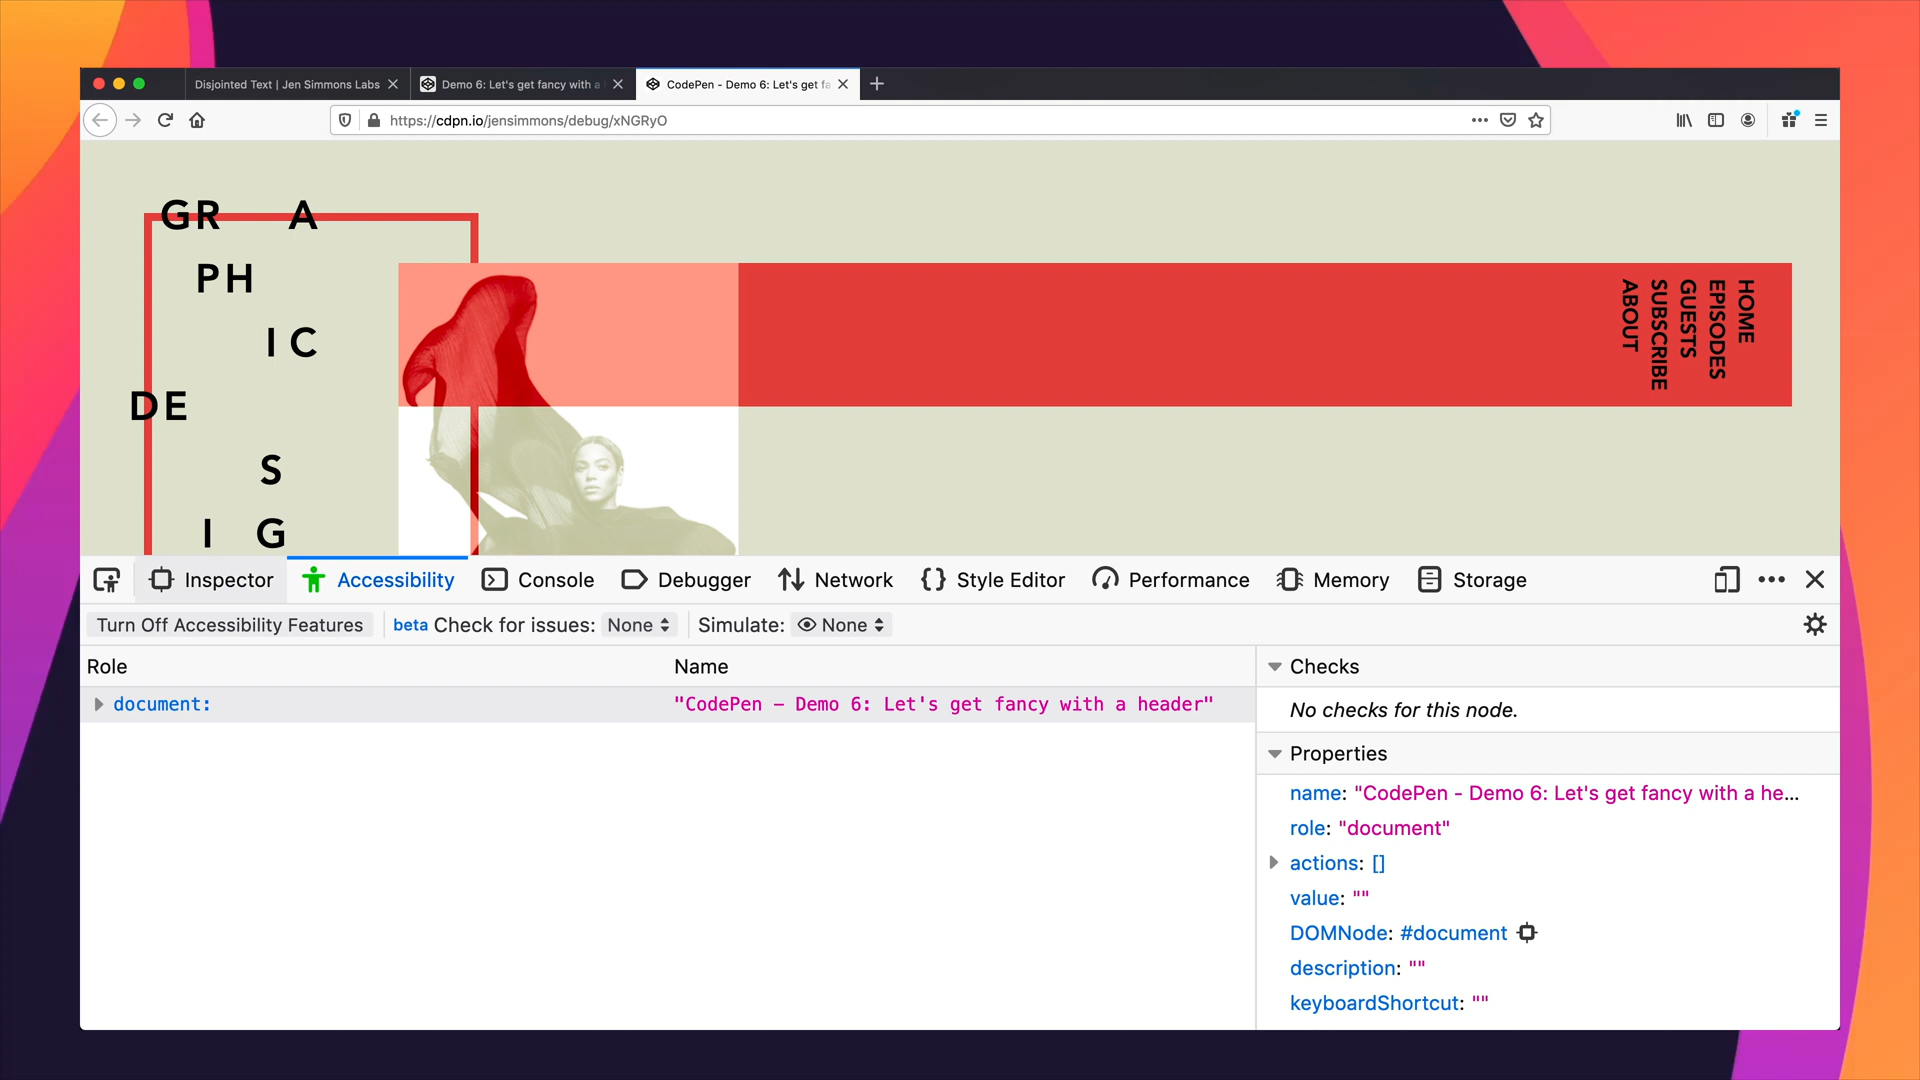 Disjointed Text | Jen Simmons Labs
Demo 6: Let's get fancy with a
CodePen - Demo 6: Let's get fa
https://cdpn.io/jensimmons/debug/xNGRyO
GR A
PH
I C
DE
S
I G
HOME
EPISODES
GUESTS
SUBSCRIBE
ABOUT
Inspector Accessibility Console Debugger Network Style Editor Performance Memory Storage
Turn Off Accessibility Features beta Check for issues: None Simulate: None
Role Name
document: "CodePen - Demo 6: Let's get fancy with a header"
Checks
No checks for this node.
Properties
name: "CodePen - Demo 6: Let's get fancy with a he...
role: "document"
actions: []
value: ""
DOMNode: #document
description: ""
keyboardShortcut: ""